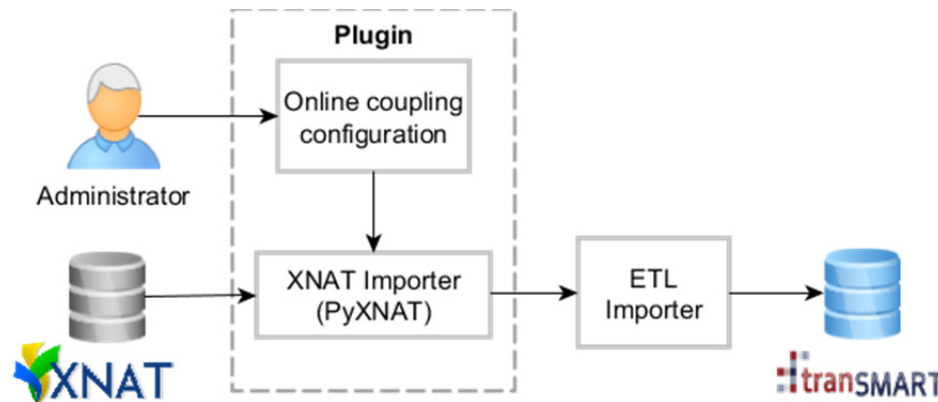 Plugin
Online coupling
configuration
Administrator
XNAT Importer
(PyXNAT)
ETL
Importer
XNAT
tranSMART